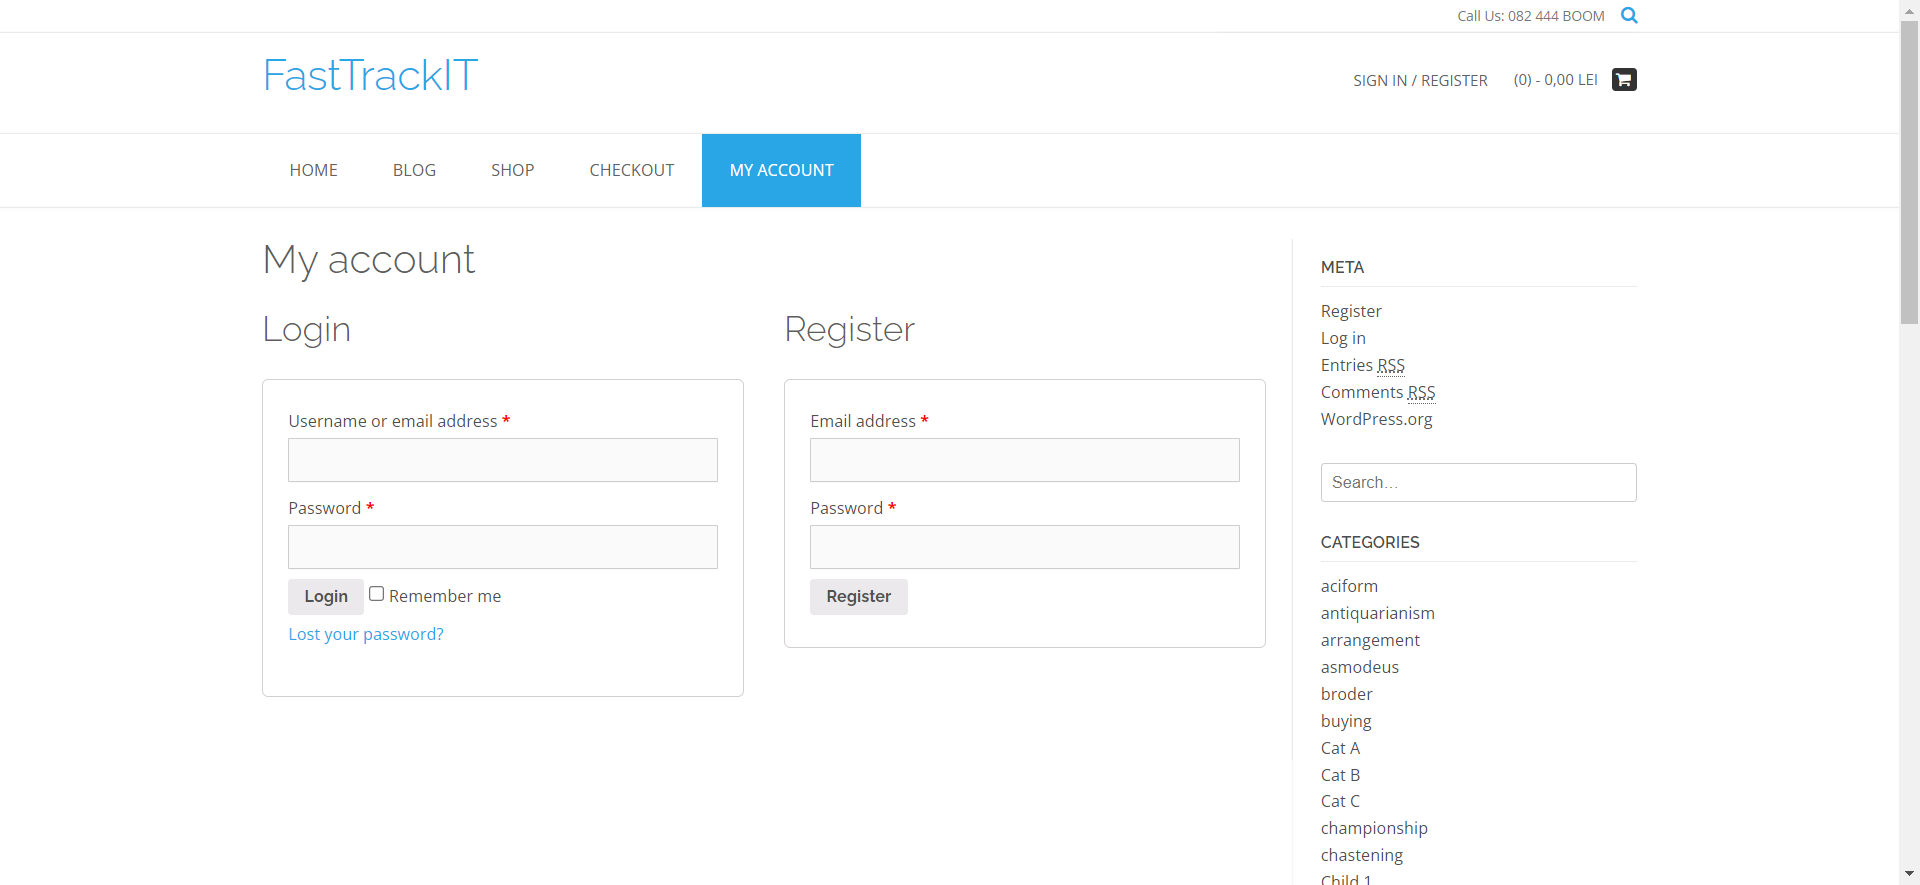 Call Us: 082 444 BOOM
FastTrackIT
SIGN IN / REGISTER
(0) - 0,00 LEI
HOME
BLOG
SHOP
CHECKOUT
MY ACCOUNT
My account
Login
Username or email address *
Password *
Login
Remember me
Lost your password?
Register
Email address *
Password *
Register
META
Register
Log in
Entries RSS
Comments RSS
WordPress.org
Search…
CATEGORIES
aciform
antiquarianism
arrangement
asmodeus
broder
buying
Cat A
Cat B
Cat C
championship
chastening
Child 1